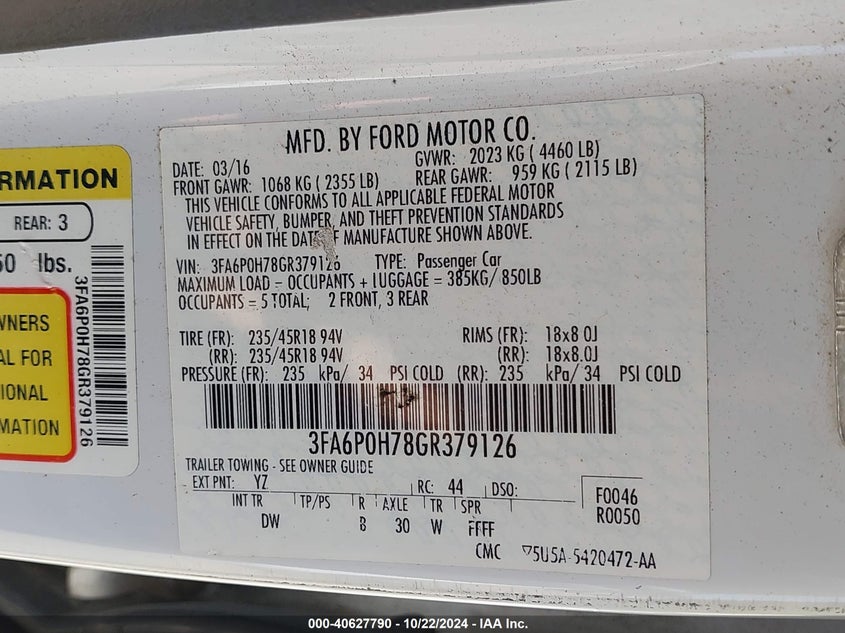 MFD. BY FORD MOTOR CO.
DATE: 03/16 GVWR: 2023 KG ( 4460 LB)
FRONT GAWR: 1068 KG ( 2355 LB) REAR GAWR: 959 KG ( 2115 LB)
THIS VEHICLE CONFORMS TO ALL APPLICABLE FEDERAL MOTOR
VEHICLE SAFETY, BUMPER, AND THEFT PREVENTION STANDARDS
IN EFFECT ON THE DATE OF MANUFACTURE SHOWN ABOVE.
VIN: 3FA6P0H78GR379126 TYPE: Passenger Car
MAXIMUM LOAD = OCCUPANTS + LUGGAGE = 385KG/ 850LB
OCCUPANTS = 5 TOTAL; 2 FRONT, 3 REAR
TIRE (FR): 235/45R18 94V RIMS (FR): 18x8.0J
(RR): 235/45R18 94V (RR): 18x8.0J
PRESSURE (FR): 235 kPa/ 34 PSI COLD (RR): 235 kPa/ 34 PSI COLD
3FA6P0H78GR379126
TRAILER TOWING - SEE OWNER GUIDE
EXT PNT: YZ RC: 44 DSO:
INT TR TP/PS R AXLE TR SPR
DW B 30 W FFFF
F0046
R0050
CMC ▽5U5A-5420472-AA
RMATION
REAR: 3
50 lbs.
WNERS
AL FOR
IONAL
RMATION
3FA6P0H78GR379126
000-40627790 - 10/22/2024 - IAA Inc.